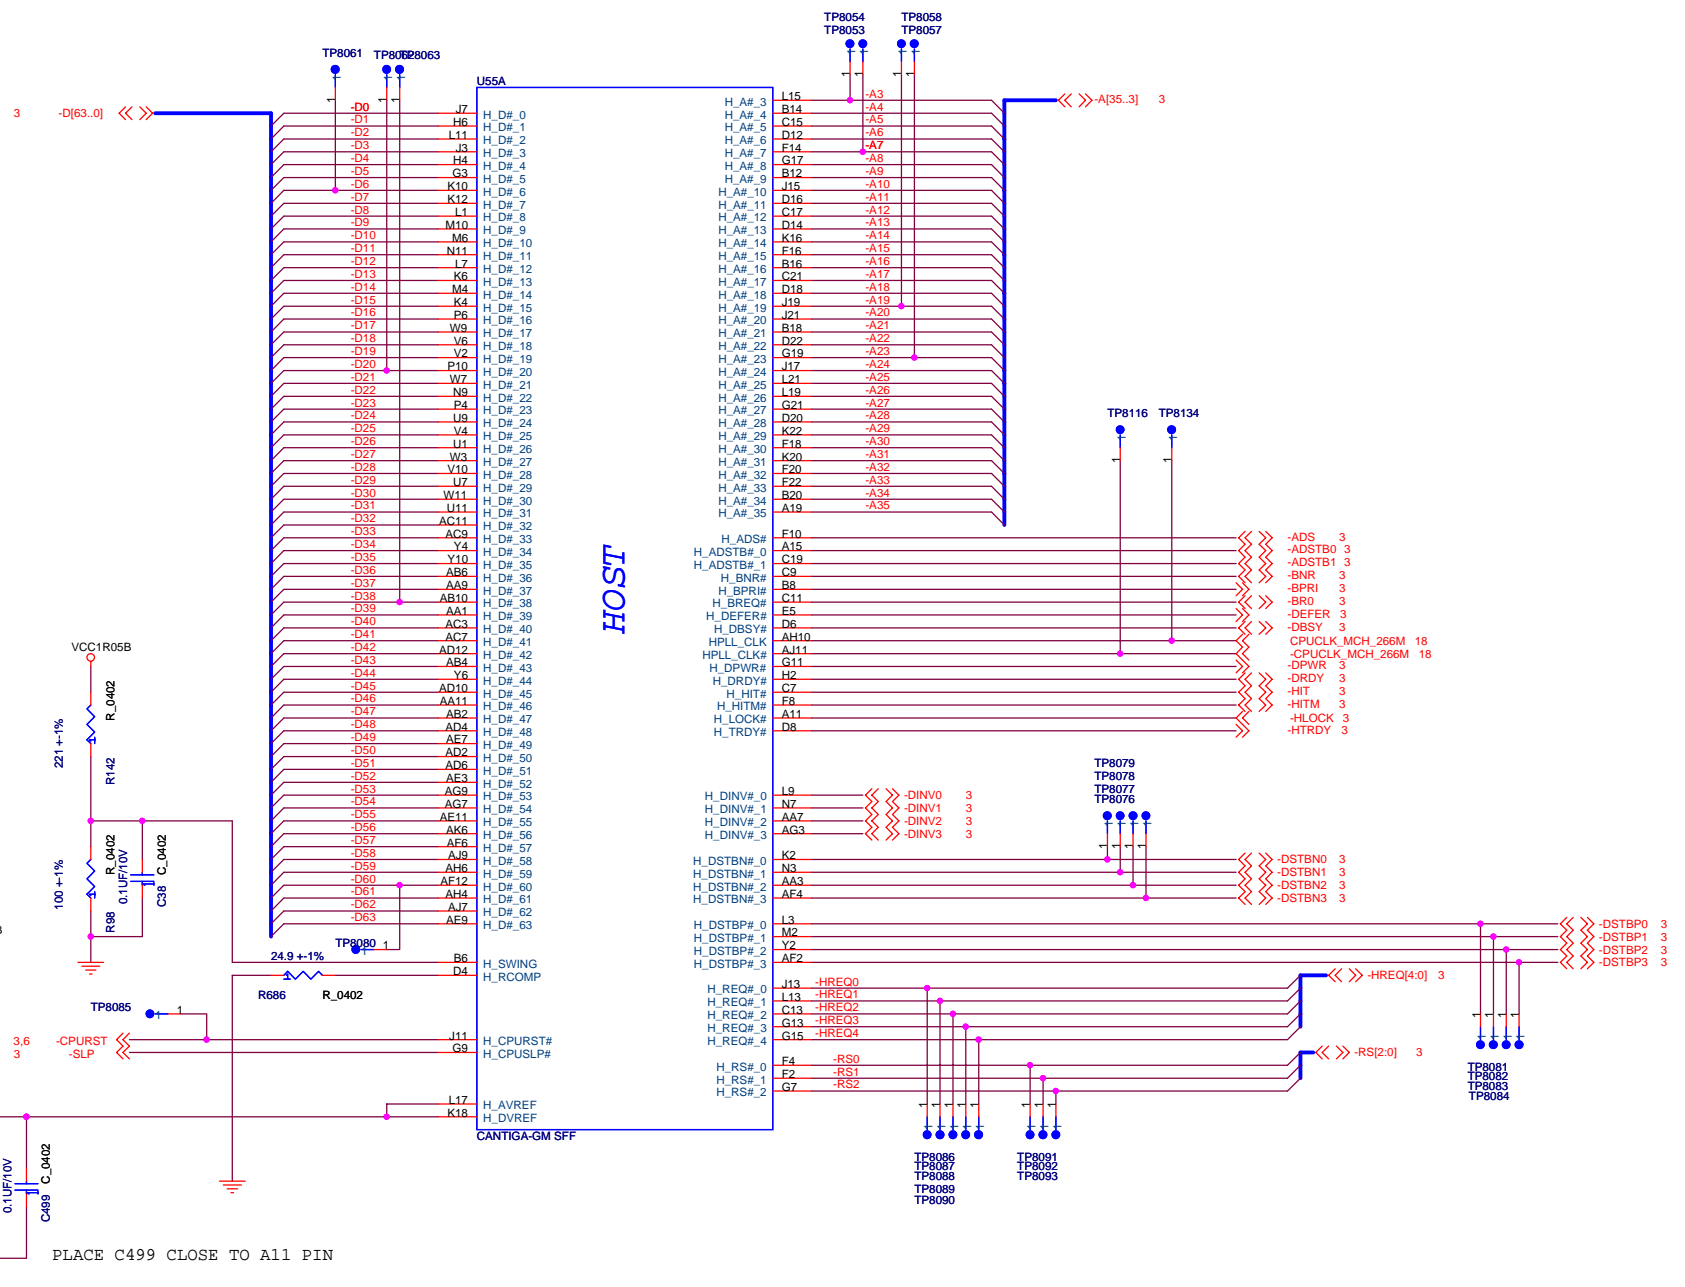 TP8054 TP8058
TP8053 TP8057
TP8061 TP8063
U55A
3 -D[63..0]
-A[35..3] 3
-D0 J7 H_D#_0
-D1 H6 H_D#_1
-D2 L11 H_D#_2
-D3 J3 H_D#_3
-D4 H4 H_D#_4
-D5 G3 H_D#_5
-D6 K10 H_D#_6
-D7 K12 H_D#_7
-D8 L1 H_D#_8
-D9 M10 H_D#_9
-D10 M6 H_D#_10
-D11 N11 H_D#_11
-D12 L7 H_D#_12
-D13 K6 H_D#_13
-D14 M4 H_D#_14
-D15 K4 H_D#_15
-D16 P6 H_D#_16
-D17 W9 H_D#_17
-D18 V6 H_D#_18
-D19 V2 H_D#_19
-D20 P10 H_D#_20
-D21 W7 H_D#_21
-D22 N9 H_D#_22
-D23 P4 H_D#_23
-D24 U9 H_D#_24
-D25 V4 H_D#_25
-D26 U1 H_D#_26
-D27 W3 H_D#_27
-D28 V10 H_D#_28
-D29 U7 H_D#_29
-D30 W11 H_D#_30
-D31 U11 H_D#_31
-D32 AC11 H_D#_32
-D33 AC9 H_D#_33
-D34 Y4 H_D#_34
-D35 Y10 H_D#_35
-D36 AB6 H_D#_36
-D37 AA9 H_D#_37
-D38 AB10 H_D#_38
-D39 AA1 H_D#_39
-D40 AC3 H_D#_40
-D41 AC7 H_D#_41
-D42 AD12 H_D#_42
-D43 AB4 H_D#_43
-D44 Y6 H_D#_44
-D45 AD10 H_D#_45
-D46 AA11 H_D#_46
-D47 AB2 H_D#_47
-D48 AD4 H_D#_48
-D49 AE7 H_D#_49
-D50 AD2 H_D#_50
-D51 AD6 H_D#_51
-D52 AE3 H_D#_52
-D53 AG9 H_D#_53
-D54 AG7 H_D#_54
-D55 AE11 H_D#_55
-D56 AK6 H_D#_56
-D57 AF6 H_D#_57
-D58 AJ9 H_D#_58
-D59 AH6 H_D#_59
-D60 AF12 H_D#_60
-D61 AH4 H_D#_61
-D62 AJ7 H_D#_62
-D63 AE9 H_D#_63
TP8080 1
24.9 +-1% B6 H_SWING
D4 H_RCOMP
R686 R_0402
TP8085 1
3,6 -CPURST J11 H_CPURST#
3 -SLP G9 H_CPUSLP#
L17 H_AVREF
K18 H_DVREF
CANTIGA-GM SFF
HOST
H_A#_3 L15 -A3
H_A#_4 B14 -A4
H_A#_5 C15 -A5
H_A#_6 D12 -A6
H_A#_7 F14 -A7
H_A#_8 G17 -A8
H_A#_9 B12 -A9
H_A#_10 J15 -A10
H_A#_11 D16 -A11
H_A#_12 C17 -A12
H_A#_13 D14 -A13
H_A#_14 K16 -A14
H_A#_15 F16 -A15
H_A#_16 B16 -A16
H_A#_17 C21 -A17
H_A#_18 D18 -A18
H_A#_19 J19 -A19
H_A#_20 J21 -A20
H_A#_21 B18 -A21
H_A#_22 D22 -A22
H_A#_23 G19 -A23
H_A#_24 J17 -A24
H_A#_25 L21 -A25
H_A#_26 L19 -A26
H_A#_27 G21 -A27
H_A#_28 D20 -A28
H_A#_29 K22 -A29
H_A#_30 F18 -A30
H_A#_31 K20 -A31
H_A#_32 F20 -A32
H_A#_33 F22 -A33
H_A#_34 B20 -A34
H_A#_35 A19 -A35
TP8116 TP8134
H_ADS# F10 -ADS 3
H_ADSTB#_0 A15 -ADSTB0 3
H_ADSTB#_1 C19 -ADSTB1 3
H_BNR# C9 -BNR 3
H_BPRI# B8 -BPRI 3
H_BREQ# C11 -BR0 3
H_DEFER# E5 -DEFER 3
H_DBSY# D6 -DBSY 3
HPLL_CLK AH10 CPUCLK_MCH_266M 18
HPLL_CLK# AJ11 -CPUCLK_MCH_266M 18
H_DPWR# G11 -DPWR 3
H_DRDY# H2 -DRDY 3
H_HIT# C7 -HIT 3
H_HITM# F8 -HITM 3
H_LOCK# A11 -HLOCK 3
H_TRDY# D8 -HTRDY 3
TP8079
TP8078
TP8077
TP8076
H_DINV#_0 L9 -DINV0 3
H_DINV#_1 N7 -DINV1 3
H_DINV#_2 AA7 -DINV2 3
H_DINV#_3 AG3 -DINV3 3
H_DSTBN#_0 K2 -DSTBN0 3
H_DSTBN#_1 N3 -DSTBN1 3
H_DSTBN#_2 AA3 -DSTBN2 3
H_DSTBN#_3 AF4 -DSTBN3 3
H_DSTBP#_0 L3 -DSTBP0 3
H_DSTBP#_1 M2 -DSTBP1 3
H_DSTBP#_2 Y2 -DSTBP2 3
H_DSTBP#_3 AF2 -DSTBP3 3
H_REQ#_0 J13 -HREQ0 -HREQ[4:0] 3
H_REQ#_1 L13 -HREQ1
H_REQ#_2 C13 -HREQ2
H_REQ#_3 G13 -HREQ3
H_REQ#_4 G15 -HREQ4
H_RS#_0 F4 -RS0 -RS[2:0] 3
H_RS#_1 F2 -RS1
H_RS#_2 G7 -RS2
TP8081
TP8082
TP8083
TP8084
TP8086
TP8087
TP8088
TP8089
TP8090
TP8091
TP8092
TP8093
VCC1R05B
221 +-1%
R142
R_0402
100 +-1%
R98
R_0402
0.1UF/10V
C38
C_0402
0.1UF/10V
C499
C_0402
PLACE C499 CLOSE TO A11 PIN